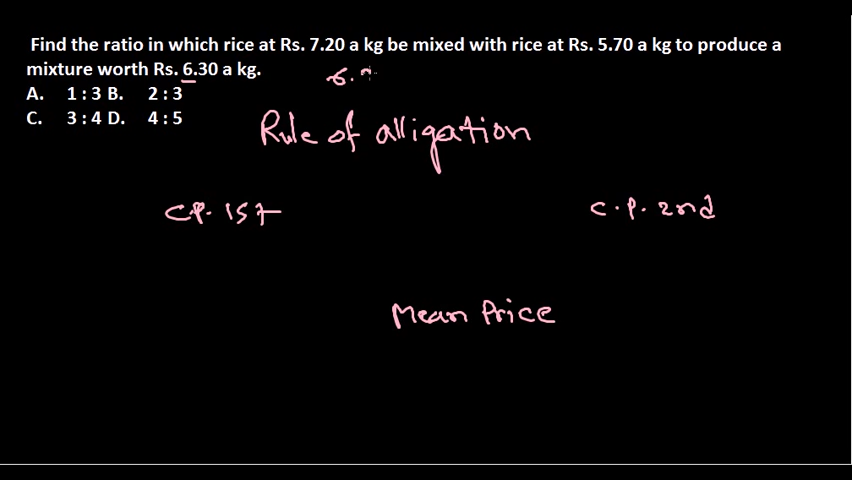 Find the ratio in which rice at Rs. 7.20 a kg be mixed with rice at Rs. 5.70 a kg to produce a
mixture worth Rs. 6.30 a kg.
A. 1 : 3 B. 2 : 3
C. 3 : 4 D. 4 : 5
Rule of alligation
C.P. 1st
C.P. 2nd
Mean Price